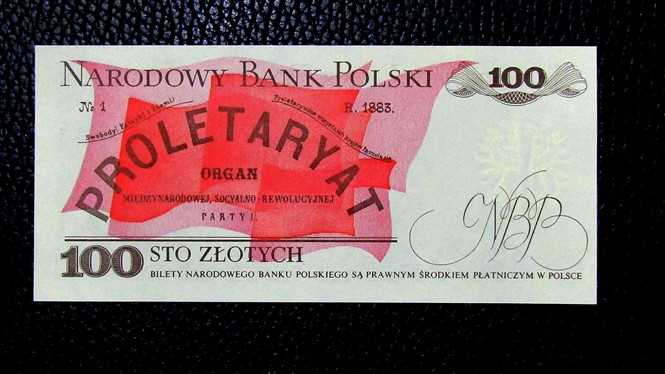 NARODOWY BANK POLSKI
100
№ 1
R. 1883.
PROLETARYAT
ORGAN
MIĘDZYNARODOWEJ, SOCYALNO-REWOLUCYJNEJ
PARTYI.
NBP
100 STO ZŁOTYCH
BILETY NARODOWEGO BANKU POLSKIEGO SĄ PRAWNYM ŚRODKIEM PŁATNICZYM W POLSCE